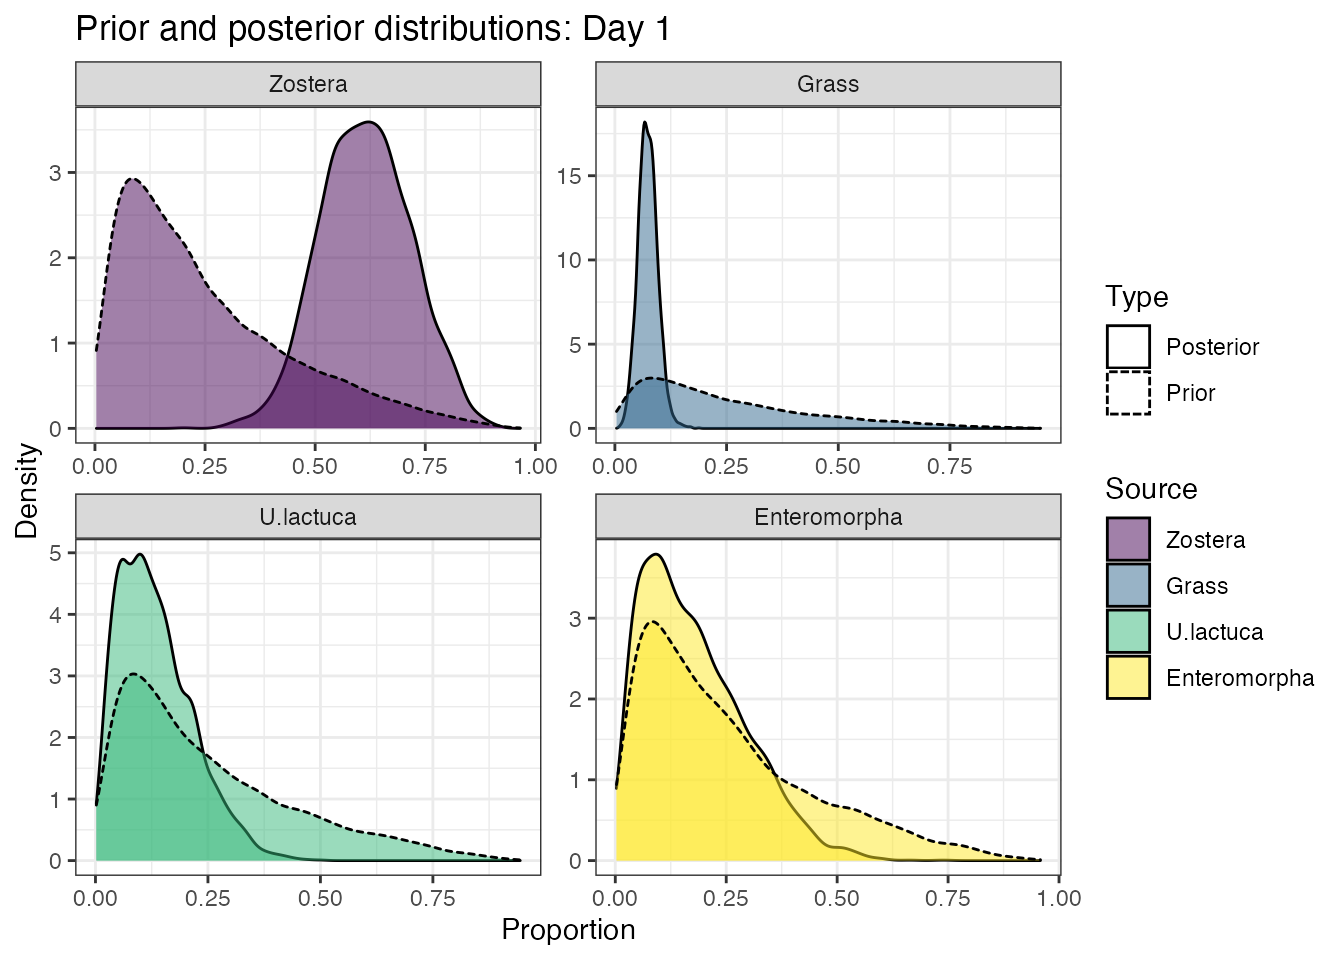 Prior and posterior distributions: Day 1
Zostera
Grass
3
2
1
0
0.00 0.25 0.50 0.75 1.00
15
10
5
0
0.00 0.25 0.50 0.75
U.lactuca
Enteromorpha
5
4
3
2
1
0
0.00 0.25 0.50 0.75
3
2
1
0
0.00 0.25 0.50 0.75 1.00
Density
Proportion
Type
Posterior
Prior
Source
Zostera
Grass
U.lactuca
Enteromorpha